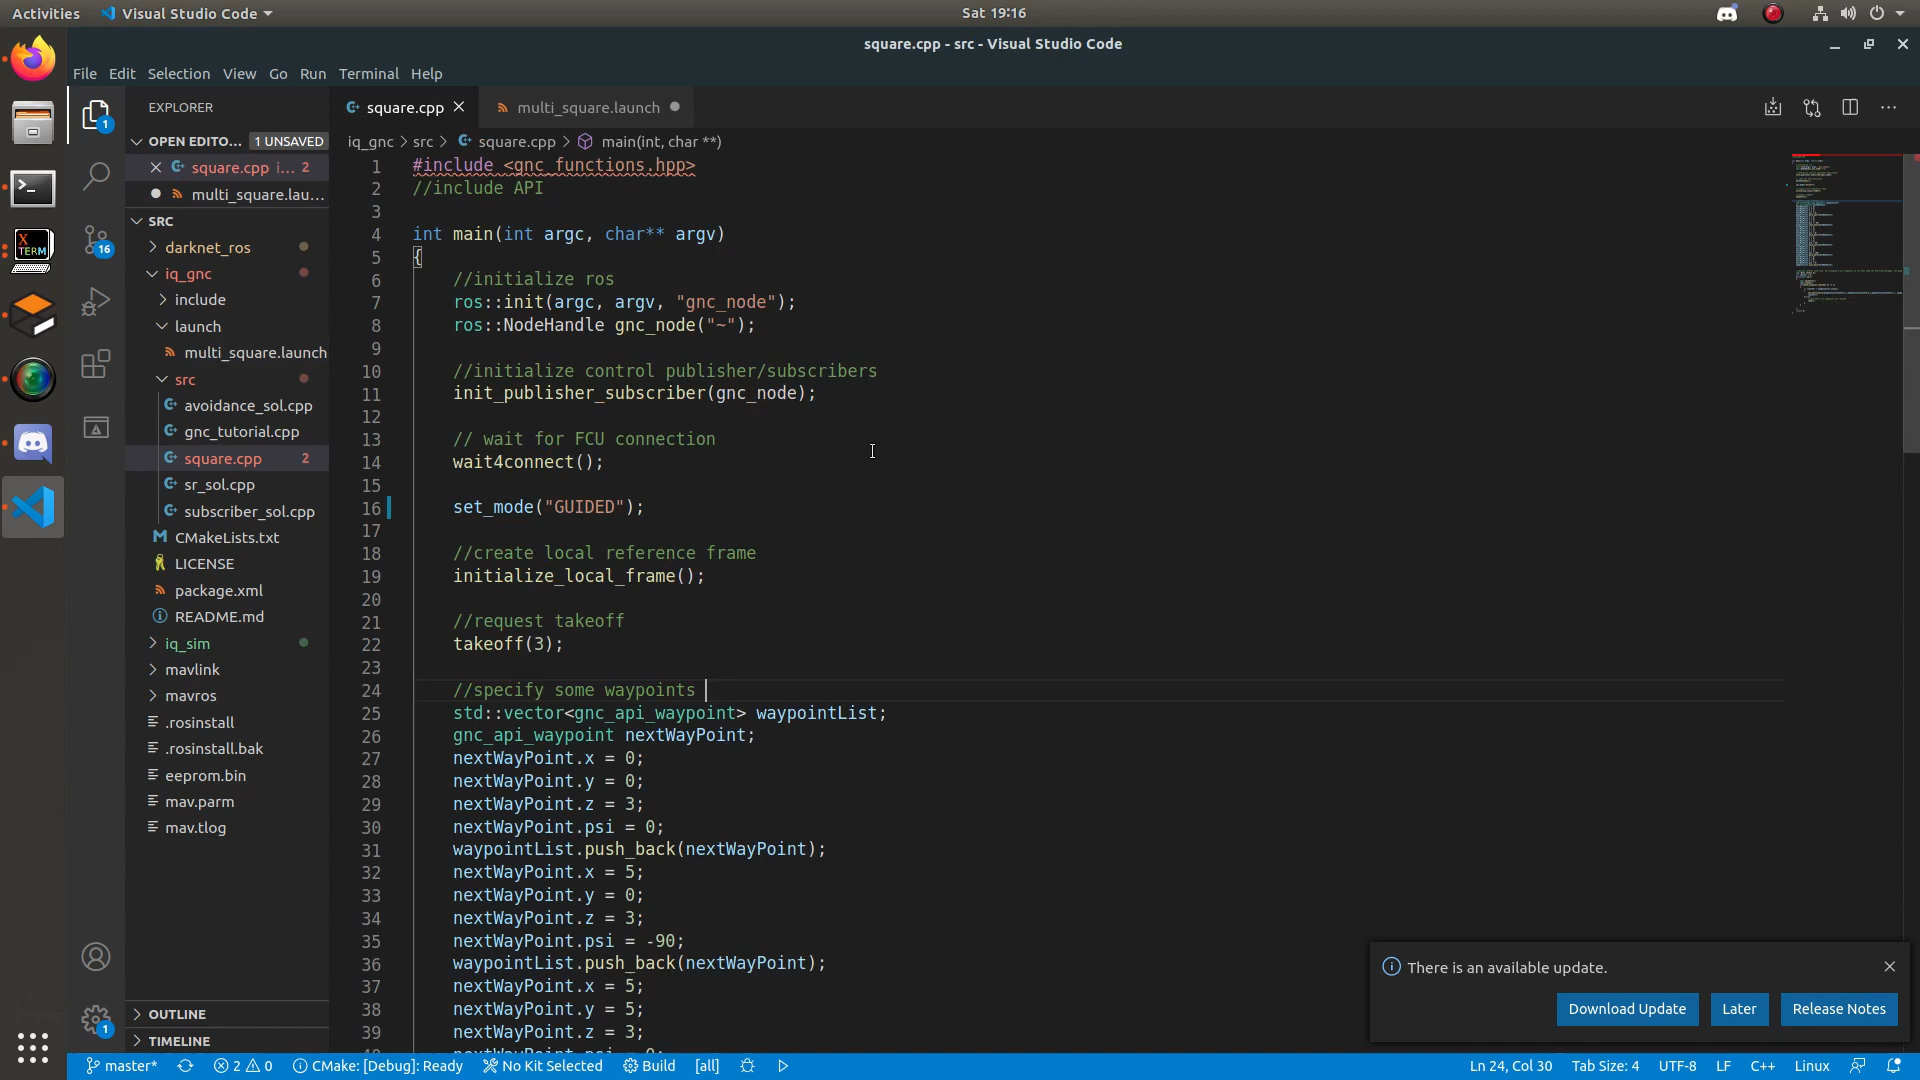 Activities
Visual Studio Code
Sat 19:16
square.cpp - src - Visual Studio Code
File Edit Selection View Go Run Terminal Help
EXPLORER
OPEN EDITO... 1 UNSAVED
square.cpp i... 2
multi_square.lau...
SRC
darknet_ros
iq_gnc
include
launch
multi_square.launch
src
avoidance_sol.cpp
gnc_tutorial.cpp
square.cpp 2
sr_sol.cpp
subscriber_sol.cpp
CMakeLists.txt
LICENSE
package.xml
README.md
iq_sim
mavlink
mavros
.rosinstall
.rosinstall.bak
eeprom.bin
mav.parm
mav.tlog
OUTLINE
TIMELINE
1
16
1
X TERM
square.cpp
multi_square.launch
iq_gnc > src > square.cpp > main(int, char **)
1 #include <gnc_functions.hpp>
2 //include API
3
4 int main(int argc, char** argv)
5 {
6 //initialize ros
7 ros::init(argc, argv, "gnc_node");
8 ros::NodeHandle gnc_node("~");
9
10 //initialize control publisher/subscribers
11 init_publisher_subscriber(gnc_node);
12
13 // wait for FCU connection
14 wait4connect();
15
16 set_mode("GUIDED");
17
18 //create local reference frame
19 initialize_local_frame();
20
21 //request takeoff
22 takeoff(3);
23
24 //specify some waypoints
25 std::vector<gnc_api_waypoint> waypointList;
26 gnc_api_waypoint nextWayPoint;
27 nextWayPoint.x = 0;
28 nextWayPoint.y = 0;
29 nextWayPoint.z = 3;
30 nextWayPoint.psi = 0;
31 waypointList.push_back(nextWayPoint);
32 nextWayPoint.x = 5;
33 nextWayPoint.y = 0;
34 nextWayPoint.z = 3;
35 nextWayPoint.psi = -90;
36 waypointList.push_back(nextWayPoint);
37 nextWayPoint.x = 5;
38 nextWayPoint.y = 5;
39 nextWayPoint.z = 3;
There is an available update.
Download Update
Later
Release Notes
master* 2 0 CMake: [Debug]: Ready No Kit Selected Build [all]
Ln 24, Col 30 Tab Size: 4 UTF-8 LF C++ Linux